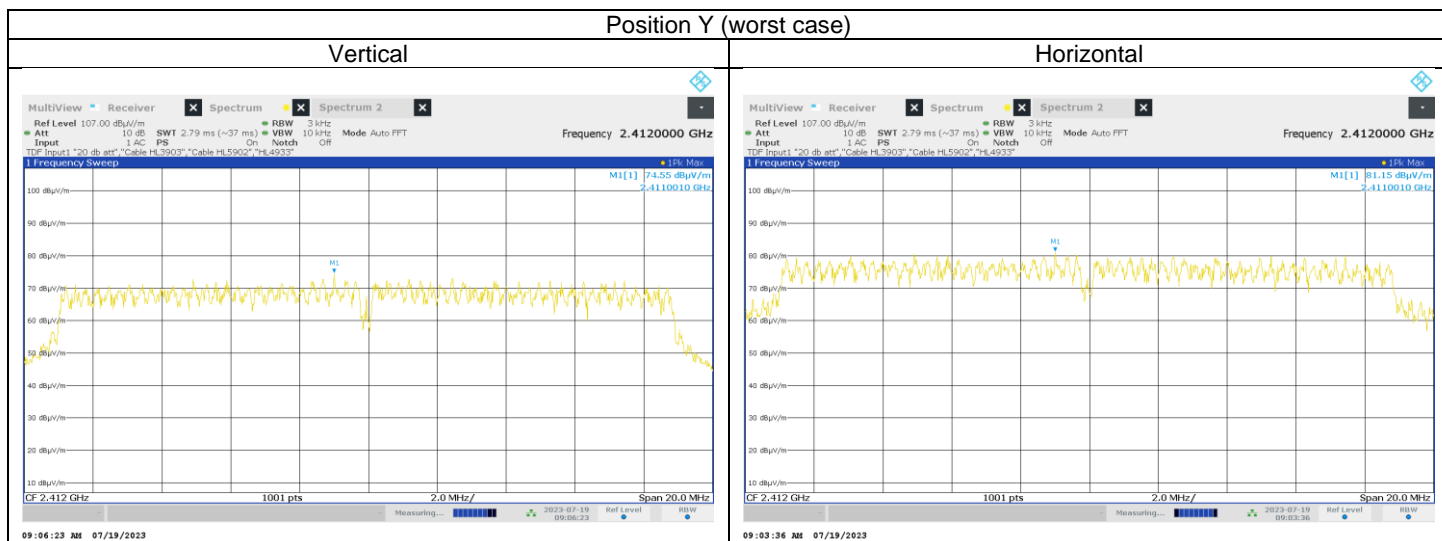 Position Y (worst case)
Vertical
Horizontal
MultiView Receiver Spectrum Spectrum 2
Ref Level 107.00 dBµV/m RBW 3 kHz
Att 10 dB SWT 2.79 ms (~37 ms) VBW 10 kHz Mode Auto FFT Frequency 2.4120000 GHz
Input 1 AC PS On Notch Off
TDF Input1 "20 db att","Cable HL3903","Cable HL5902","HL4933"
1 Frequency Sweep 1Pk Max
M1[1] 74.55 dBµV/m
2.4110010 GHz
100 dBµV/m
90 dBµV/m
80 dBµV/m
M1
70 dBµV/m
60 dBµV/m
50 dBµV/m
40 dBµV/m
30 dBµV/m
20 dBµV/m
10 dBµV/m
CF 2.412 GHz 1001 pts 2.0 MHz/ Span 20.0 MHz
Measuring... 2023-07-19 09:06:23 Ref Level RBW
09:06:23 AM 07/19/2023
MultiView Receiver Spectrum Spectrum 2
Ref Level 107.00 dBµV/m RBW 3 kHz
Att 10 dB SWT 2.79 ms (~37 ms) VBW 10 kHz Mode Auto FFT Frequency 2.4120000 GHz
Input 1 AC PS On Notch Off
TDF Input1 "20 db att","Cable HL3903","Cable HL5902","HL4933"
1 Frequency Sweep 1Pk Max
M1[1] 81.15 dBµV/m
2.4110010 GHz
100 dBµV/m
90 dBµV/m
M1
80 dBµV/m
70 dBµV/m
60 dBµV/m
50 dBµV/m
40 dBµV/m
30 dBµV/m
20 dBµV/m
10 dBµV/m
CF 2.412 GHz 1001 pts 2.0 MHz/ Span 20.0 MHz
Measuring... 2023-07-19 09:03:36 Ref Level RBW
09:03:36 AM 07/19/2023